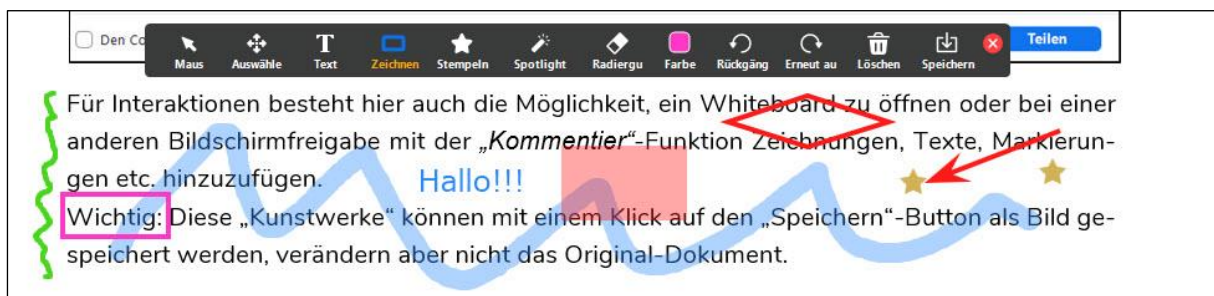 Den Co
Teilen
Maus Auswähle Text Zeichnen Stempeln Spotlight Radiergu Farbe Rückgäng Erneut au Löschen Speichern
Für Interaktionen besteht hier auch die Möglichkeit, ein Whiteboard zu öffnen oder bei einer
anderen Bildschirmfreigabe mit der „Kommentier“-Funktion Zeichnungen, Texte, Markierun-
gen etc. hinzuzufügen.
Hallo!!!
Wichtig: Diese „Kunstwerke“ können mit einem Klick auf den „Speichern“-Button als Bild ge-
speichert werden, verändern aber nicht das Original-Dokument.